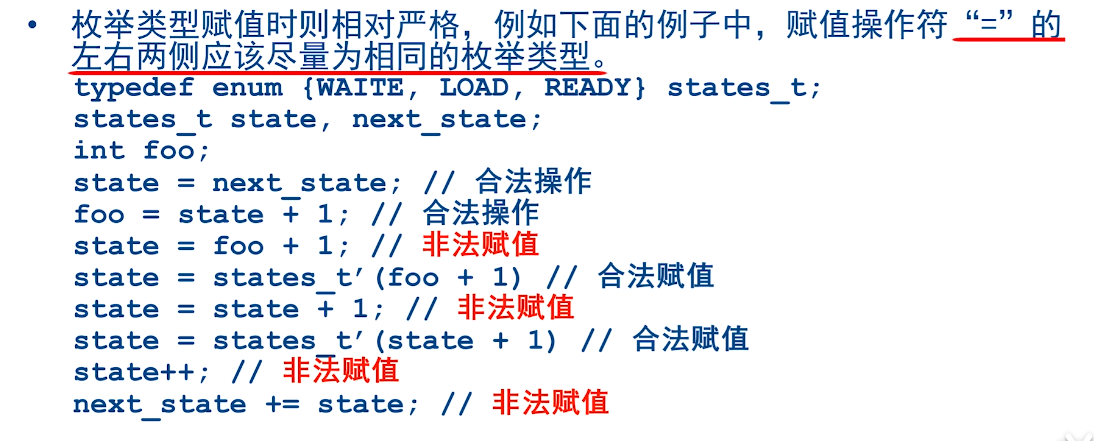 • 枚举类型赋值时则相对严格，例如下面的例子中，赋值操作符“=”的
左右两侧应该尽量为相同的枚举类型。
typedef enum {WAITE, LOAD, READY} states_t;
states_t state, next_state;
int foo;
state = next_state; // 合法操作
foo = state + 1; // 合法操作
state = foo + 1; // 非法赋值
state = states_t’(foo + 1) // 合法赋值
state = state + 1; // 非法赋值
state = states_t’(state + 1) // 合法赋值
state++; // 非法赋值
next_state += state; // 非法赋值